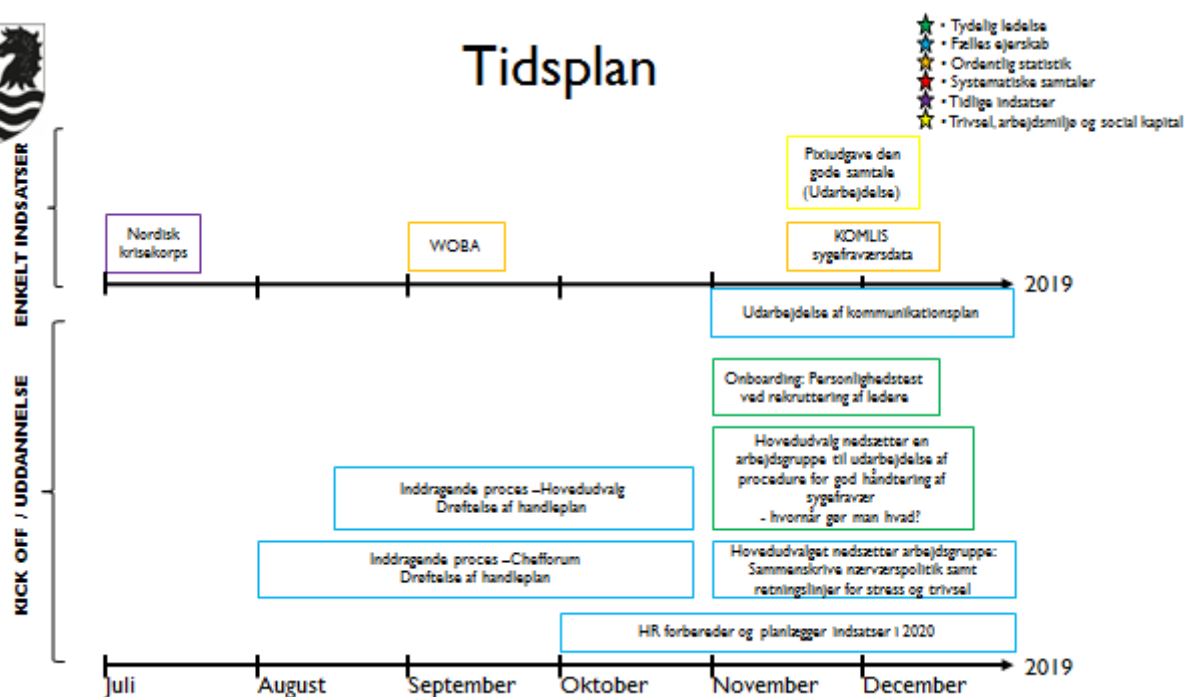 Tidsplan
• Tydelig ledelse
• Fælles ejerskab
• Ordentlig statistik
• Systematiske samtaler
• Tidlige indsatser
• Trivsel, arbejdsmiljø og social kapital
ENKELT INDSATSER
Pixiudgave den
gode samtale
(Udarbejdelse)
Nordisk
krisekorps
WOBA
KOMLIS
sygefraværsdata
2019
Udarbejdelse af kommunikationsplan
KICK OFF / UDDANNELSE
Onboarding: Personlighedstest
ved rekruttering af ledere
Hovedudvalg nedsætter en
arbejdsgruppe til udarbejdelse af
procedure for god håndtering af
sygefravær
- hvornår gør man hvad?
Inddragende proces –Hovedudvalg
Drøftelse af handleplan
Inddragende proces –Chefforum
Drøftelse af handleplan
Hovedudvalget nedsætter arbejdsgruppe:
Sammenskrive nærværspolitik samt
retningslinjer for stress og trivsel
HR forbereder og planlægger indsatser i 2020
2019
Juli
August
September
Oktober
November
December